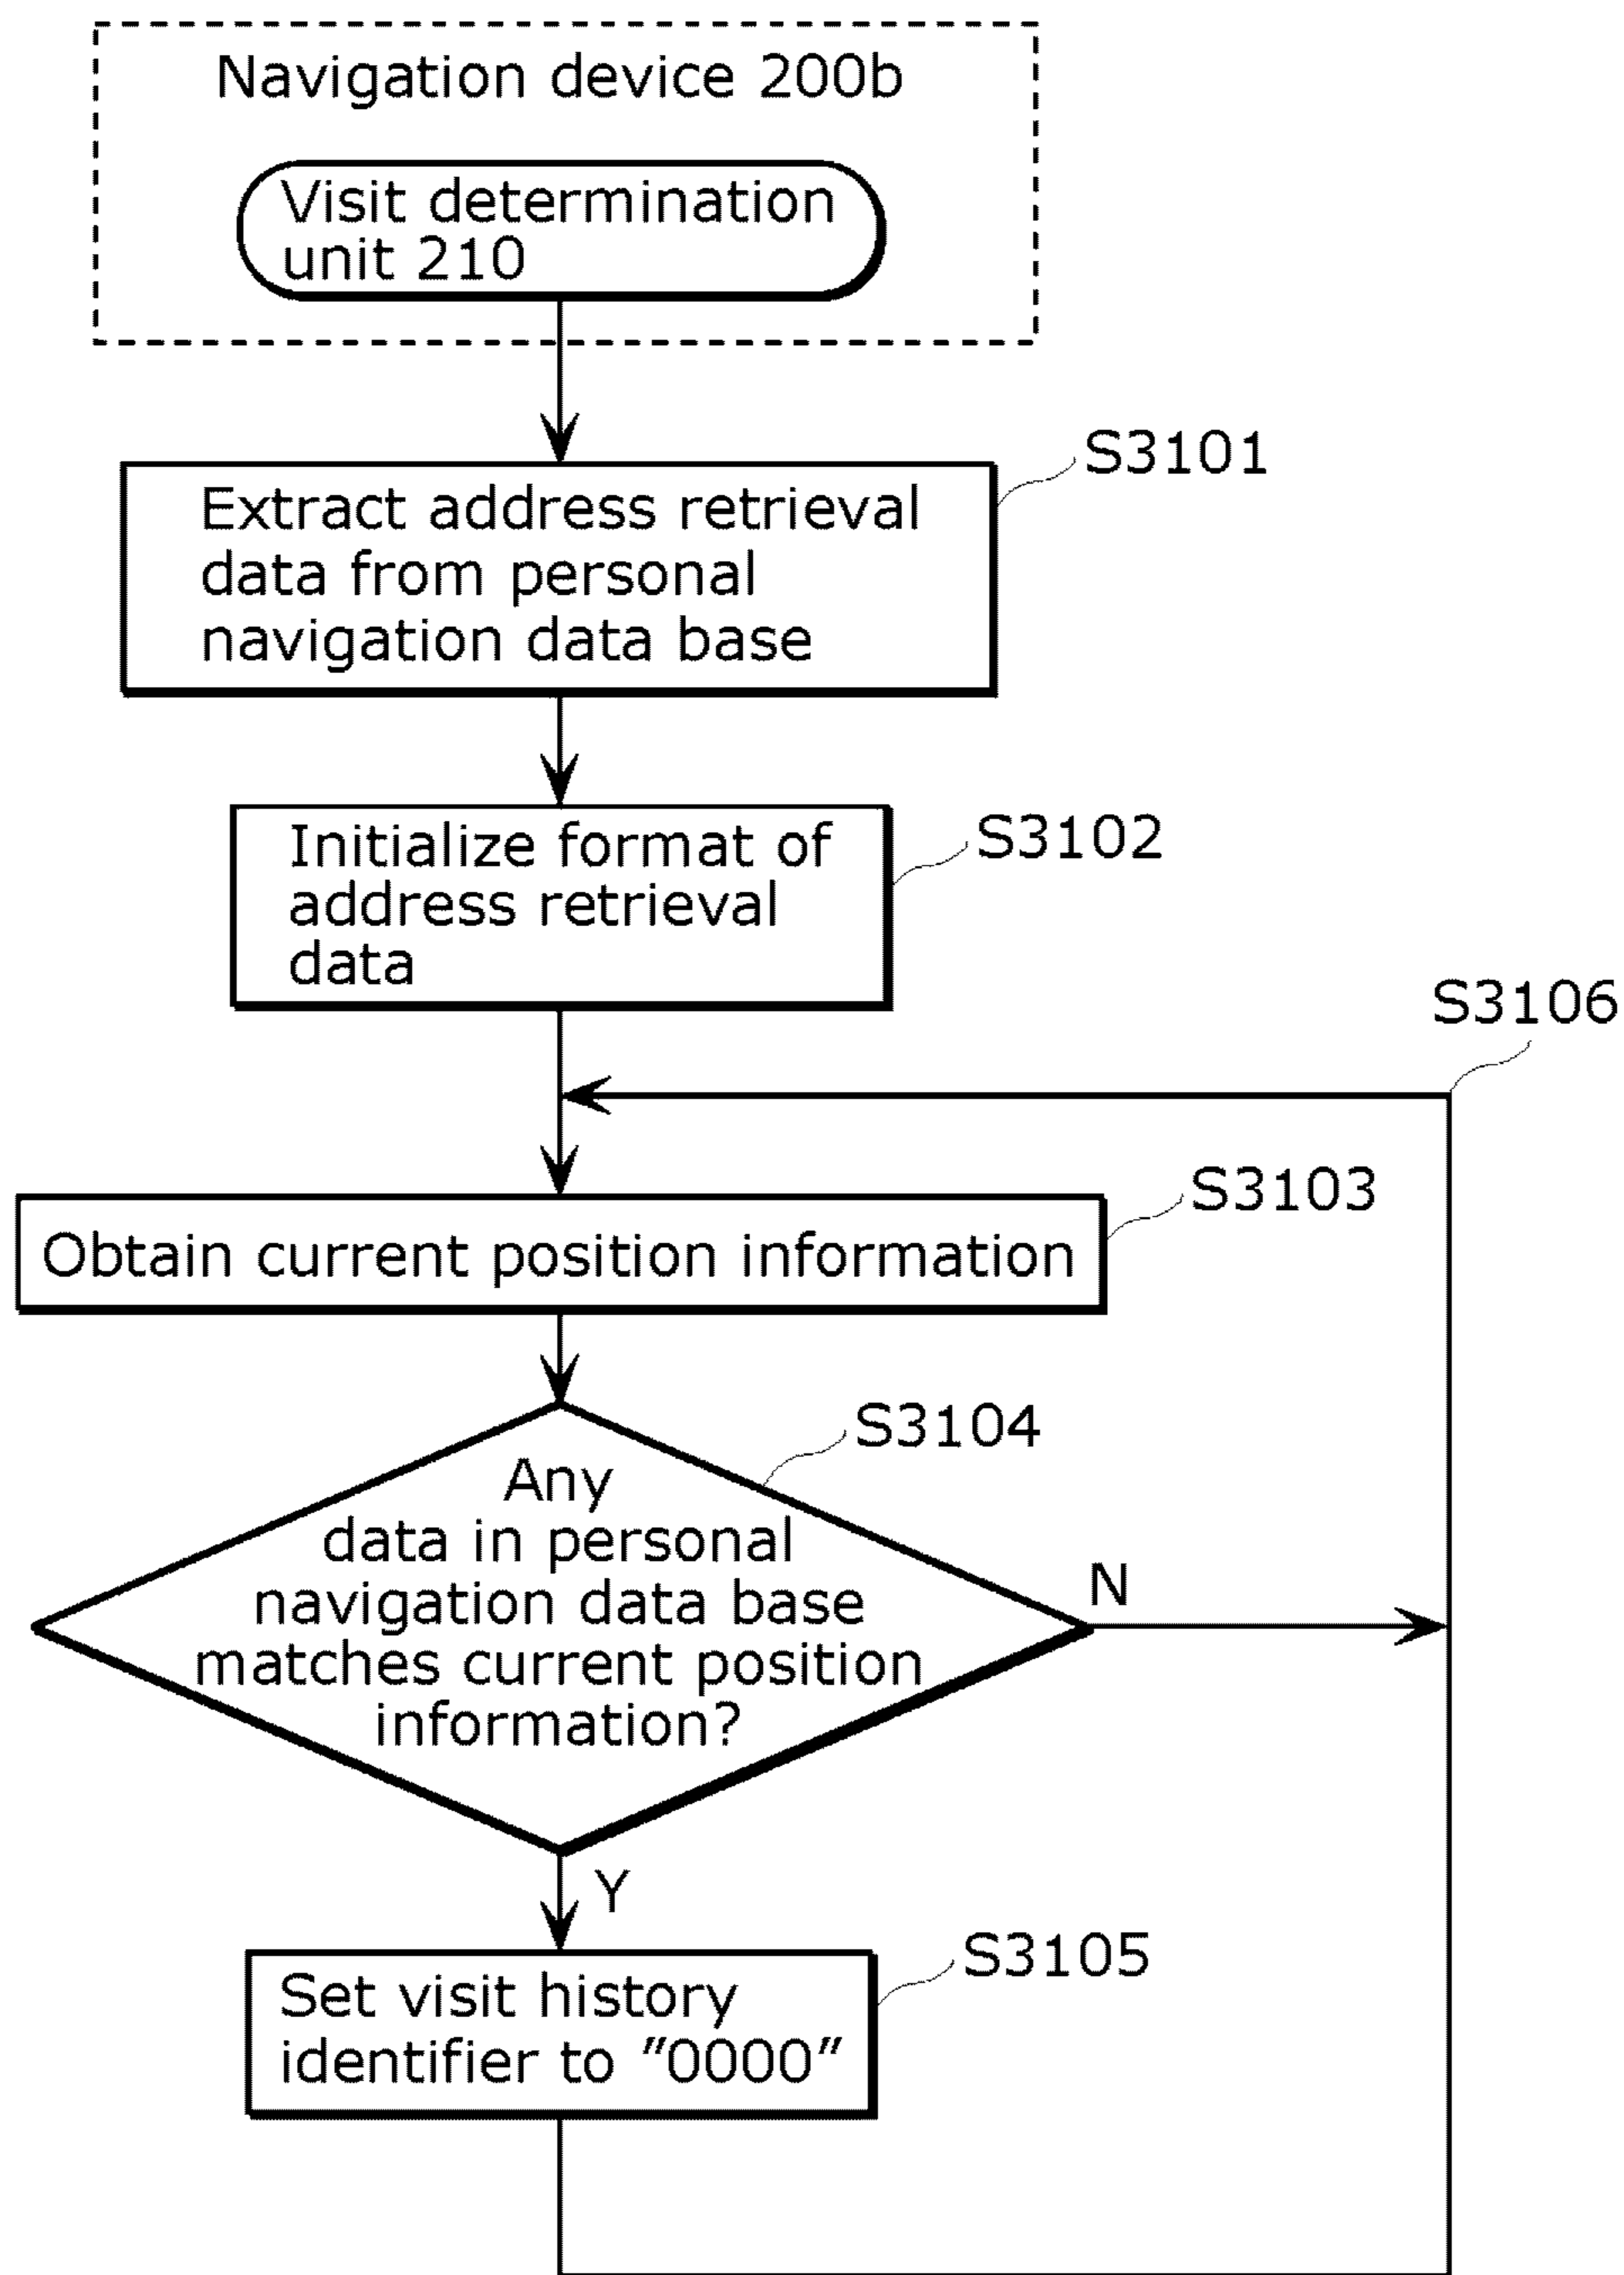 Navigation device 200b
Visit determination
unit 210
S3101
Extract address retrieval
data from personal
navigation data base
S3102
Initialize format of
address retrieval
data
S3106
S3103
Obtain current position information
S3104
Any
data in personal
navigation data base
matches current position
information?
N
Y
S3105
Set visit history
identifier to "0000"